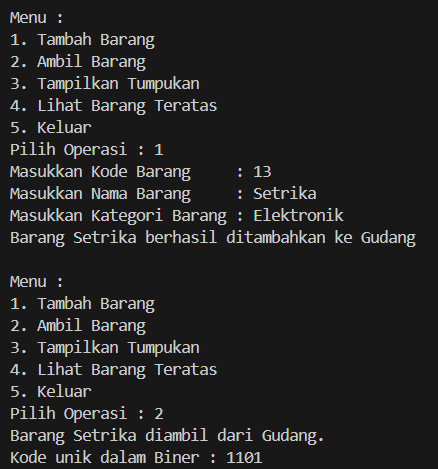 Menu :
1. Tambah Barang
2. Ambil Barang
3. Tampilkan Tumpukan
4. Lihat Barang Teratas
5. Keluar
Pilih Operasi : 1
Masukkan Kode Barang     : 13
Masukkan Nama Barang     : Setrika
Masukkan Kategori Barang : Elektronik
Barang Setrika berhasil ditambahkan ke Gudang

Menu :
1. Tambah Barang
2. Ambil Barang
3. Tampilkan Tumpukan
4. Lihat Barang Teratas
5. Keluar
Pilih Operasi : 2
Barang Setrika diambil dari Gudang.
Kode unik dalam Biner : 1101